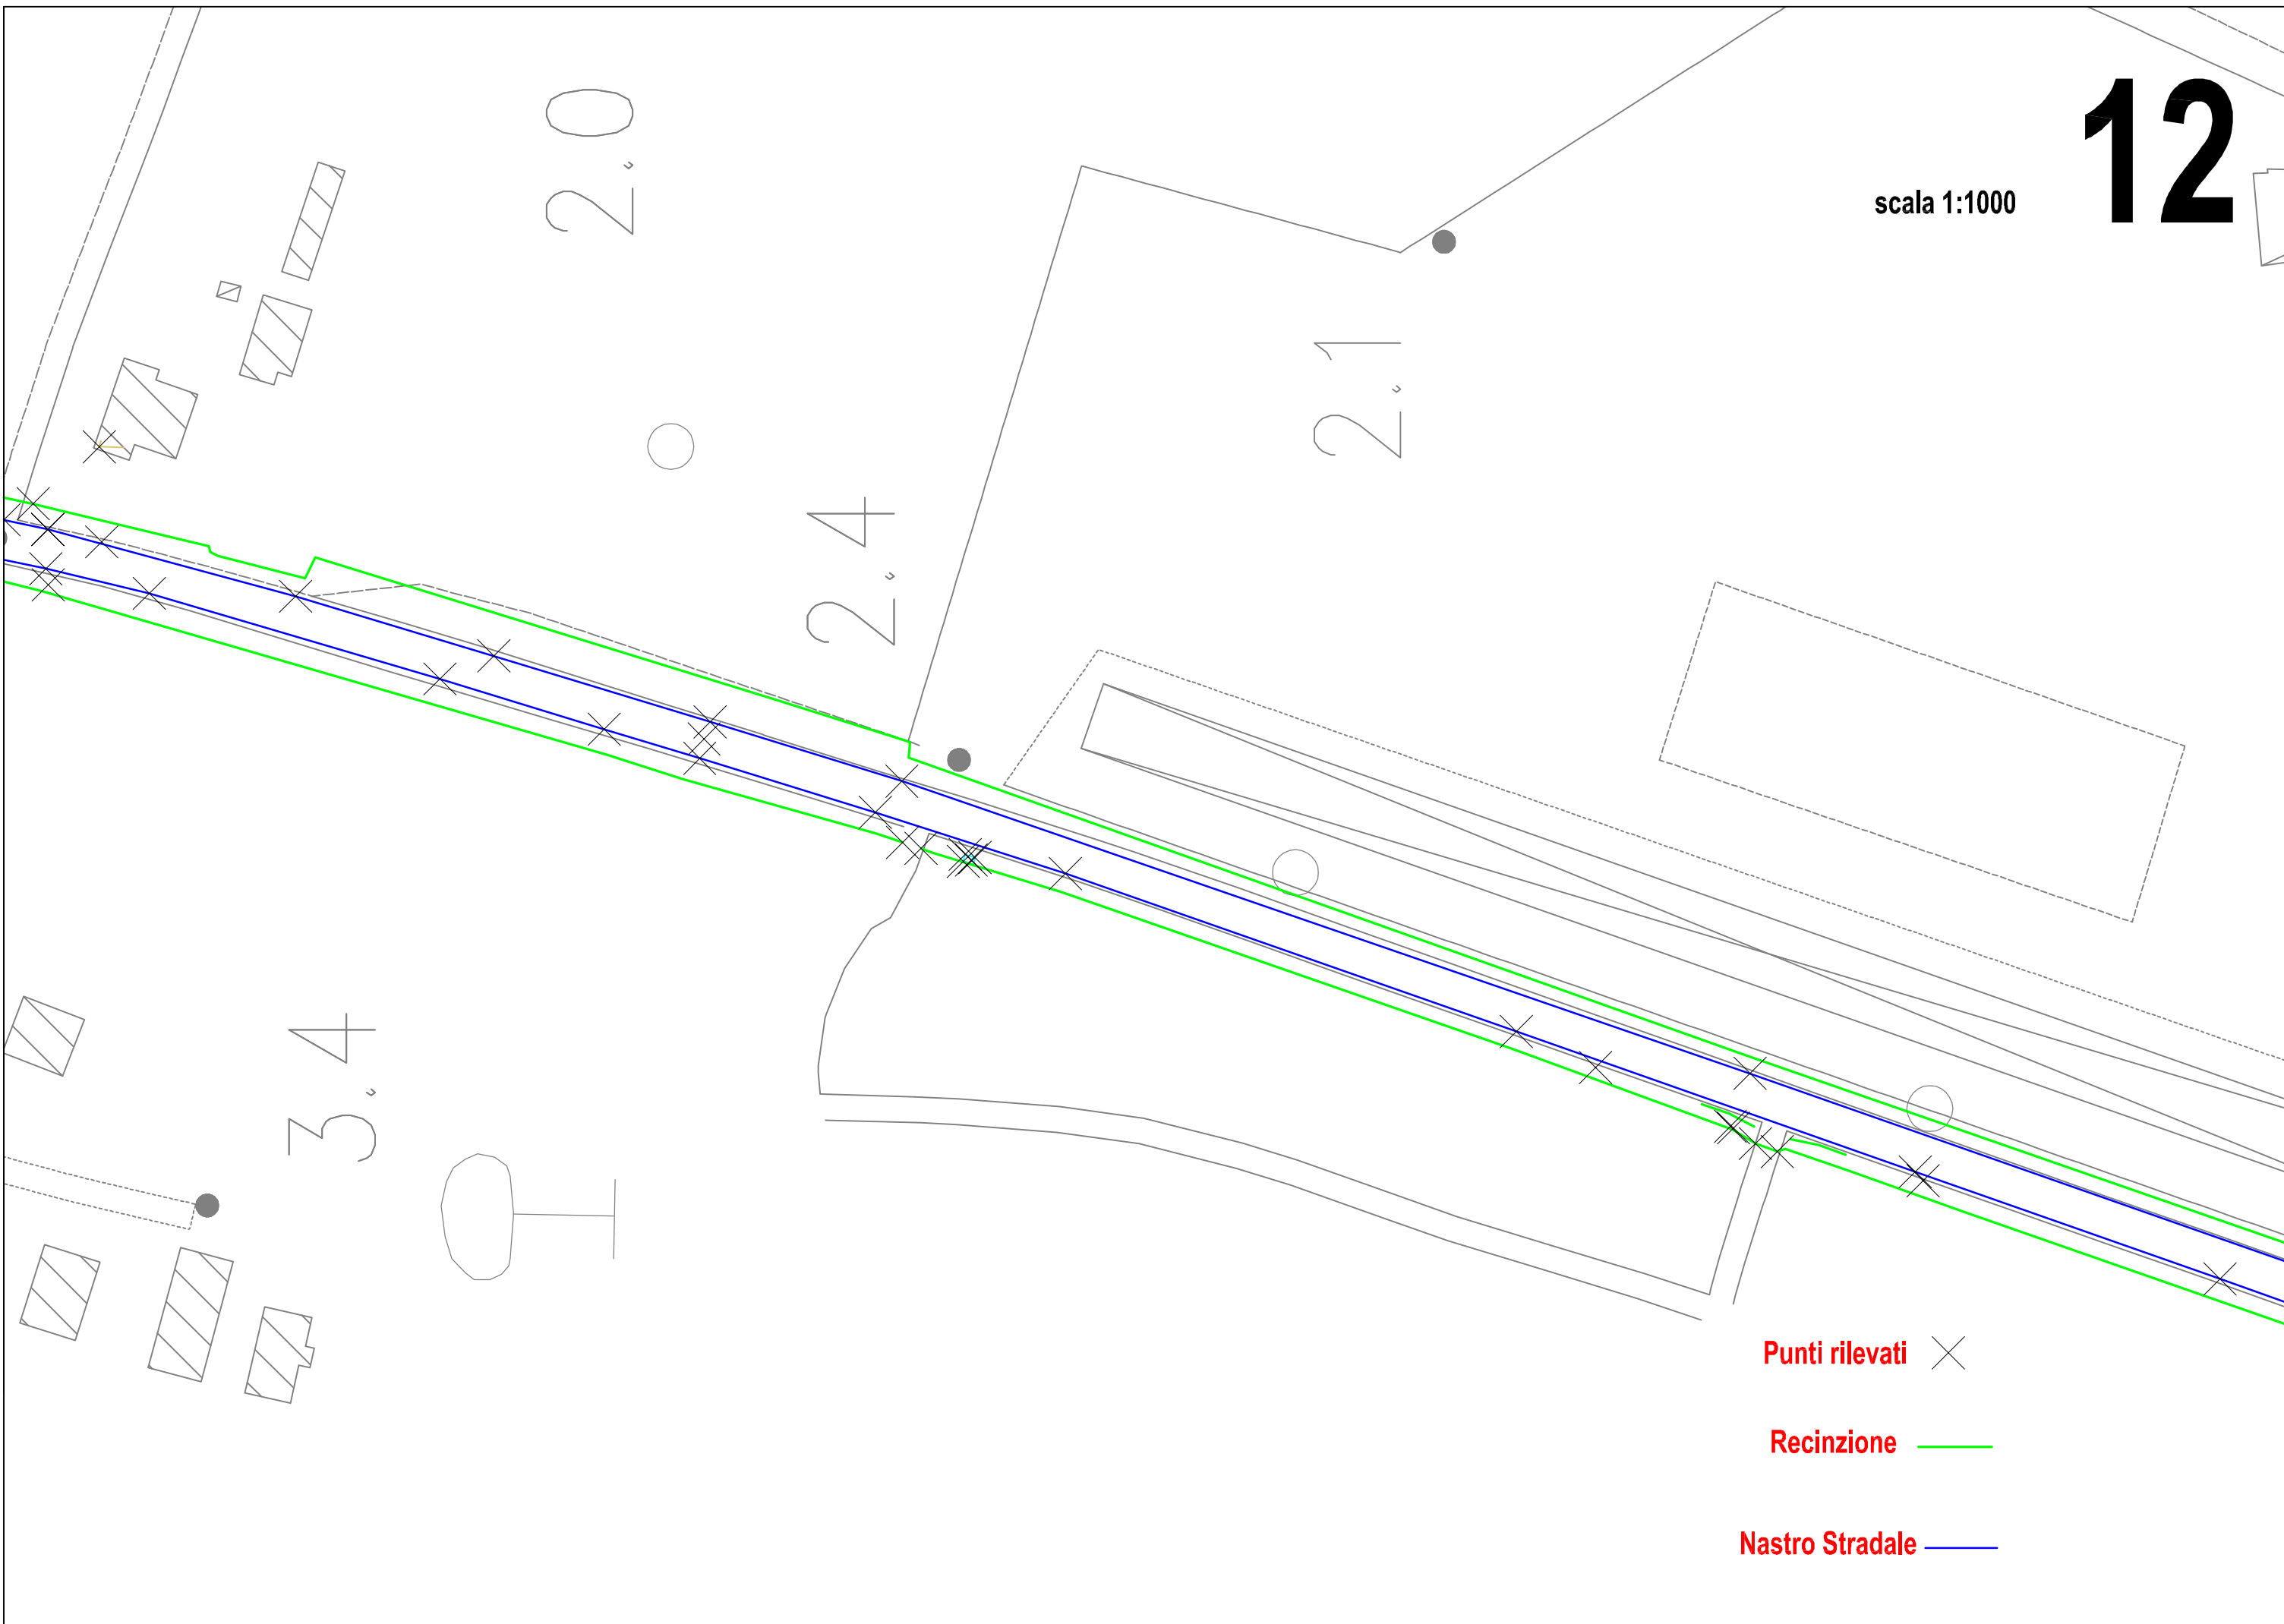 12
scala 1:1000
2.0
2.1
2.4
3.4
Punti rilevati
Recinzione
Nastro Stradale